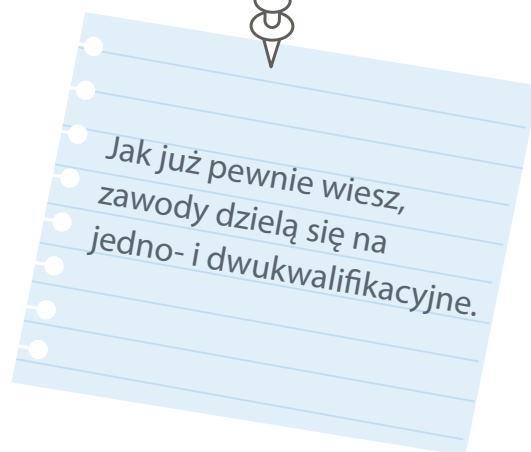 Jak już pewnie wiesz,
zawody dzielą się na
jedno- i dwukwalifikacyjne.